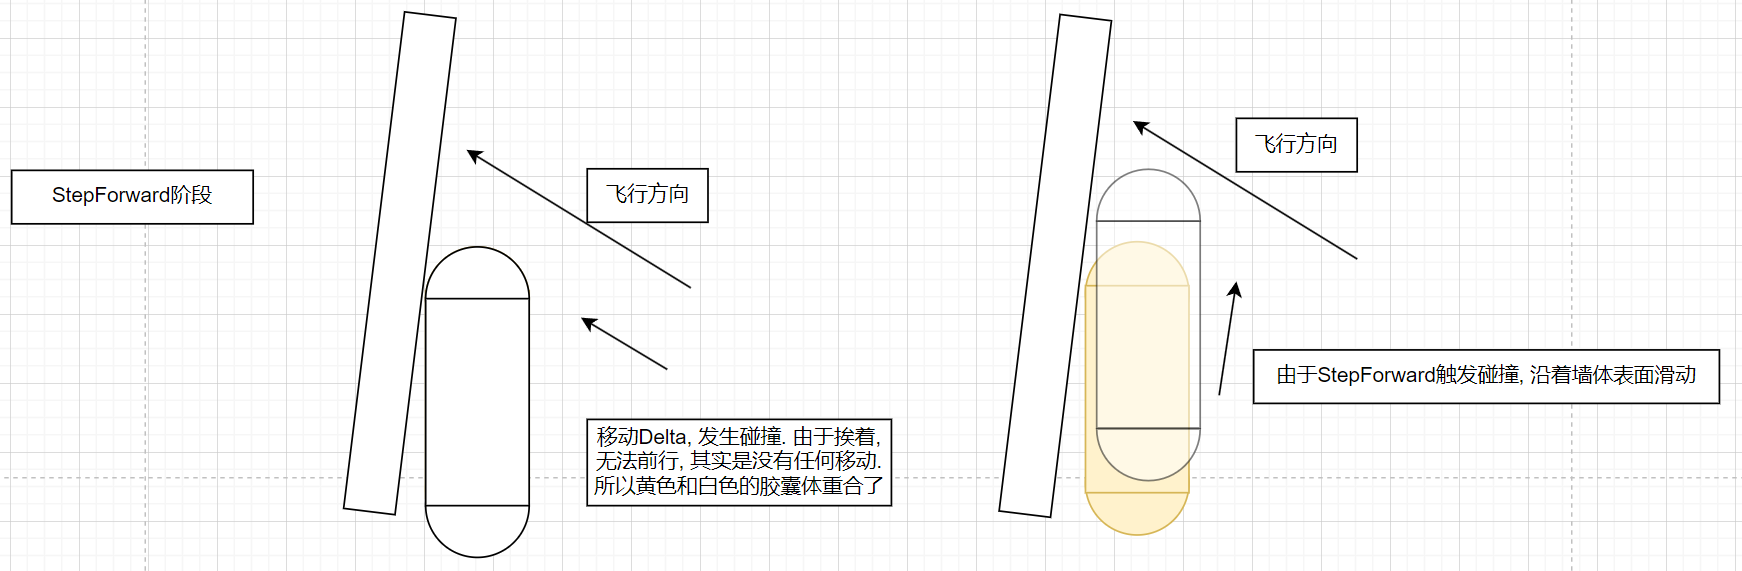 StepForward阶段
飞行方向
移动Delta, 发生碰撞. 由于挨着,
无法前行, 其实是没有任何移动.
所以黄色和白色的胶囊体重合了
飞行方向
由于StepForward触发碰撞, 沿着墙体表面滑动